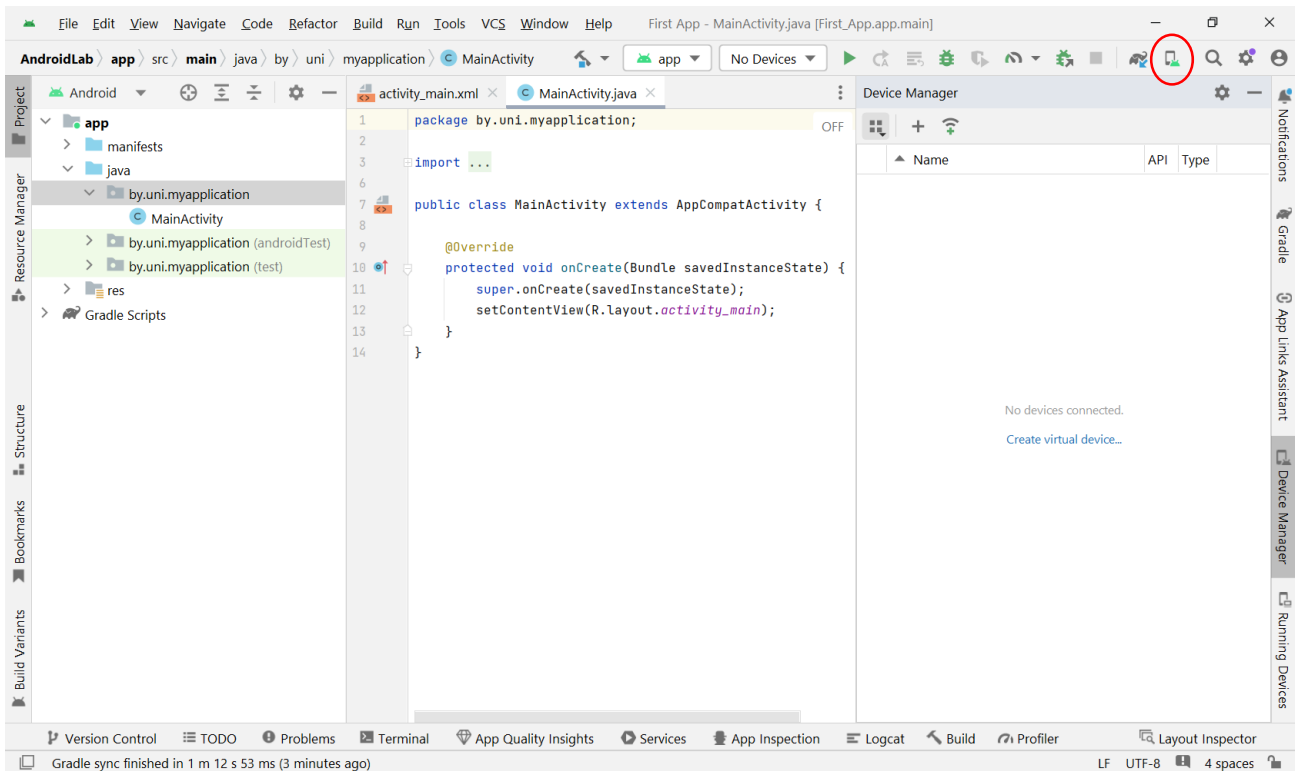 File Edit View Navigate Code Refactor Build Run Tools VCS Window Help First App - MainActivity.java [First_App.app.main]
AndroidLab app src main java by uni myapplication C MainActivity app No Devices
Project
Resource Manager
Structure
Bookmarks
Build Variants
Android
app
manifests
java
by.uni.myapplication
C MainActivity
by.uni.myapplication (androidTest)
by.uni.myapplication (test)
res
Gradle Scripts
activity_main.xml C MainActivity.java
OFF
1 package by.uni.myapplication;
2
3 import ...
6
7 public class MainActivity extends AppCompatActivity {
8
9 @Override
10 protected void onCreate(Bundle savedInstanceState) {
11 super.onCreate(savedInstanceState);
12 setContentView(R.layout.activity_main);
13 }
14 }
Device Manager
Name API Type
No devices connected.
Create virtual device...
Notifications
Gradle
App Links Assistant
Device Manager
Running Devices
Version Control TODO Problems Terminal App Quality Insights Services App Inspection Logcat Build Profiler Layout Inspector
Gradle sync finished in 1 m 12 s 53 ms (3 minutes ago) LF UTF-8 4 spaces